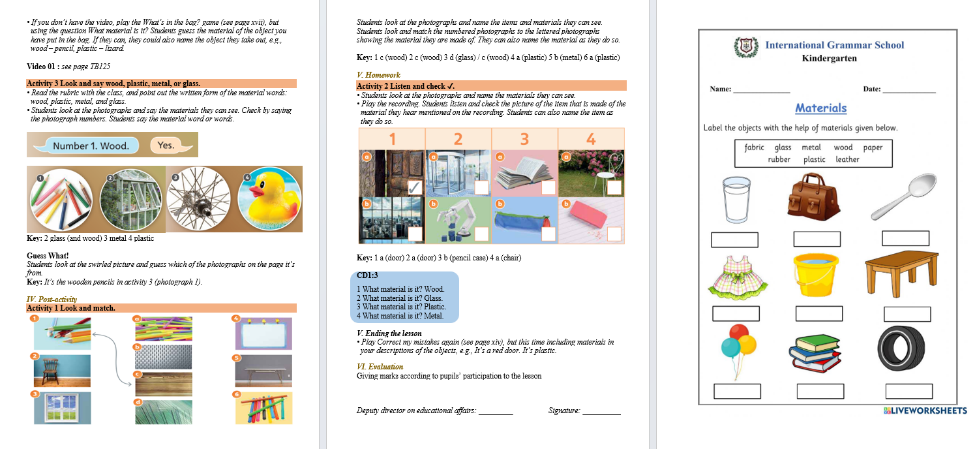 • If you don't have the video, play the What's in the bag? game (see page xvii), but
using the question What material is it? Students guess the material of the object you
have put in the bag. If they can, they could also name the object they take out, e.g.,
wood – pencil, plastic – lizard.
Video 01 : see page TB125
Activity 3 Look and say wood, plastic, metal, or glass.
• Read the rubric with the class, and point out the written form of the material words:
wood, plastic, metal, and glass.
• Students look at the photographs and say the materials they can see. Check by saying
the photograph numbers. Students say the material word or words.
Number 1. Wood. Yes.
1 2 3 4
Key: 2 glass (and wood) 3 metal 4 plastic
Guess What!
Students look at the swirled picture and guess which of the photographs on the page it's
from.
Key: It's the wooden pencils in activity 3 (photograph 1).
IV. Post-activity
Activity 1 Look and match.
1 a 4
2 b 5
c
3 d 6
Students look at the photographs and name the items and materials they can see.
Students look and match the numbered photographs to the lettered photographs
showing the material they are made of. They can also name the material as they do so.
Key: 1 c (wood) 2 c (wood) 3 d (glass) / c (wood) 4 a (plastic) 5 b (metal) 6 a (plastic)
V. Homework
Activity 2 Listen and check ✓.
• Students look at the photographs and name the materials they can see.
• Play the recording. Students listen and check the picture of the item that is made of the
material they hear mentioned on the recording. Students can also name the item as
they do so.
1 2 3 4
a a a a
✓
b b b b
Key: 1 a (door) 2 a (door) 3 b (pencil case) 4 a (chair)
CD1:3
1 What material is it? Wood.
2 What material is it? Glass.
3 What material is it? Plastic.
4 What material is it? Metal.
V. Ending the lesson
• Play Correct my mistakes again (see page xiv), but this time including materials in
your descriptions of the objects, e.g., It's a red door. It's plastic.
VI. Evaluation
Giving marks according to pupils' participation to the lesson
Deputy director on educational affairs: ________ Signature: ________
International Grammar School
Kindergarten
Name: ____________ Date: ____________
Materials
Label the objects with the help of materials given below.
fabric glass metal wood paper
rubber plastic leather
LIVEWORKSHEETS